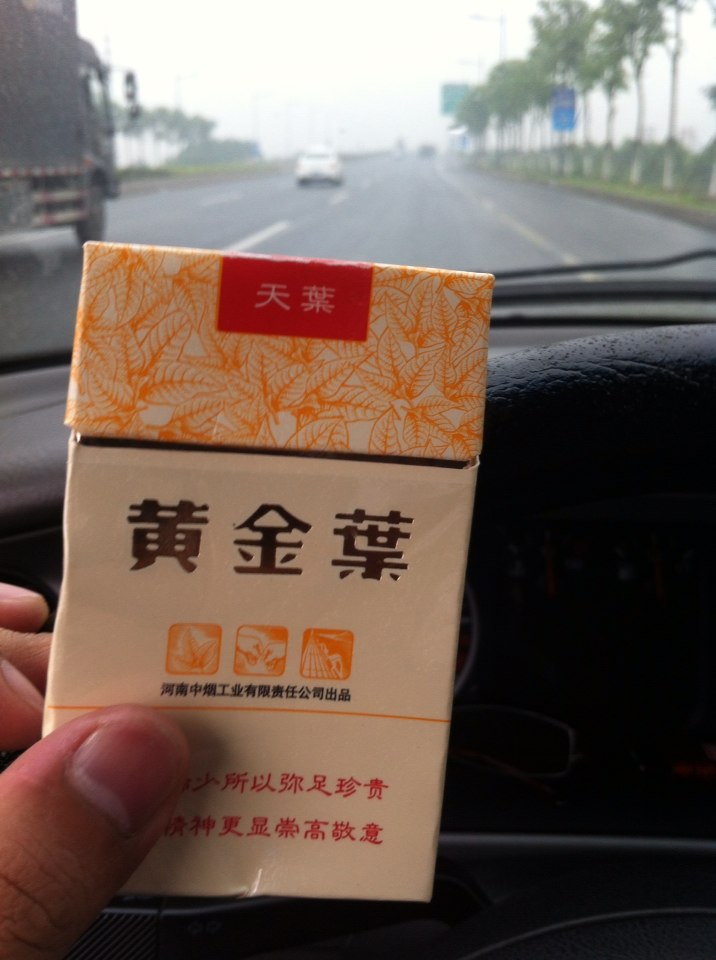 天葉
黄金葉
河南中烟工业有限责任公司出品
少所以弥足珍贵
精神更显崇高敬意